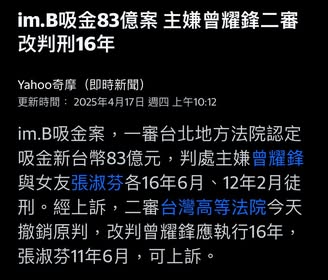 im.B吸金83億案 主嫌曾耀鋒二審
改判刑16年
Yahoo奇摩（即時新聞）
更新時間： 2025年4月17日 週四 上午10:12
im.B吸金案，一審台北地方法院認定
吸金新台幣83億元，判處主嫌曾耀鋒
與女友張淑芬各16年6月、12年2月徒
刑。經上訴，二審台灣高等法院今天
撤銷原判，改判曾耀鋒應執行16年，
張淑芬11年6月，可上訴。